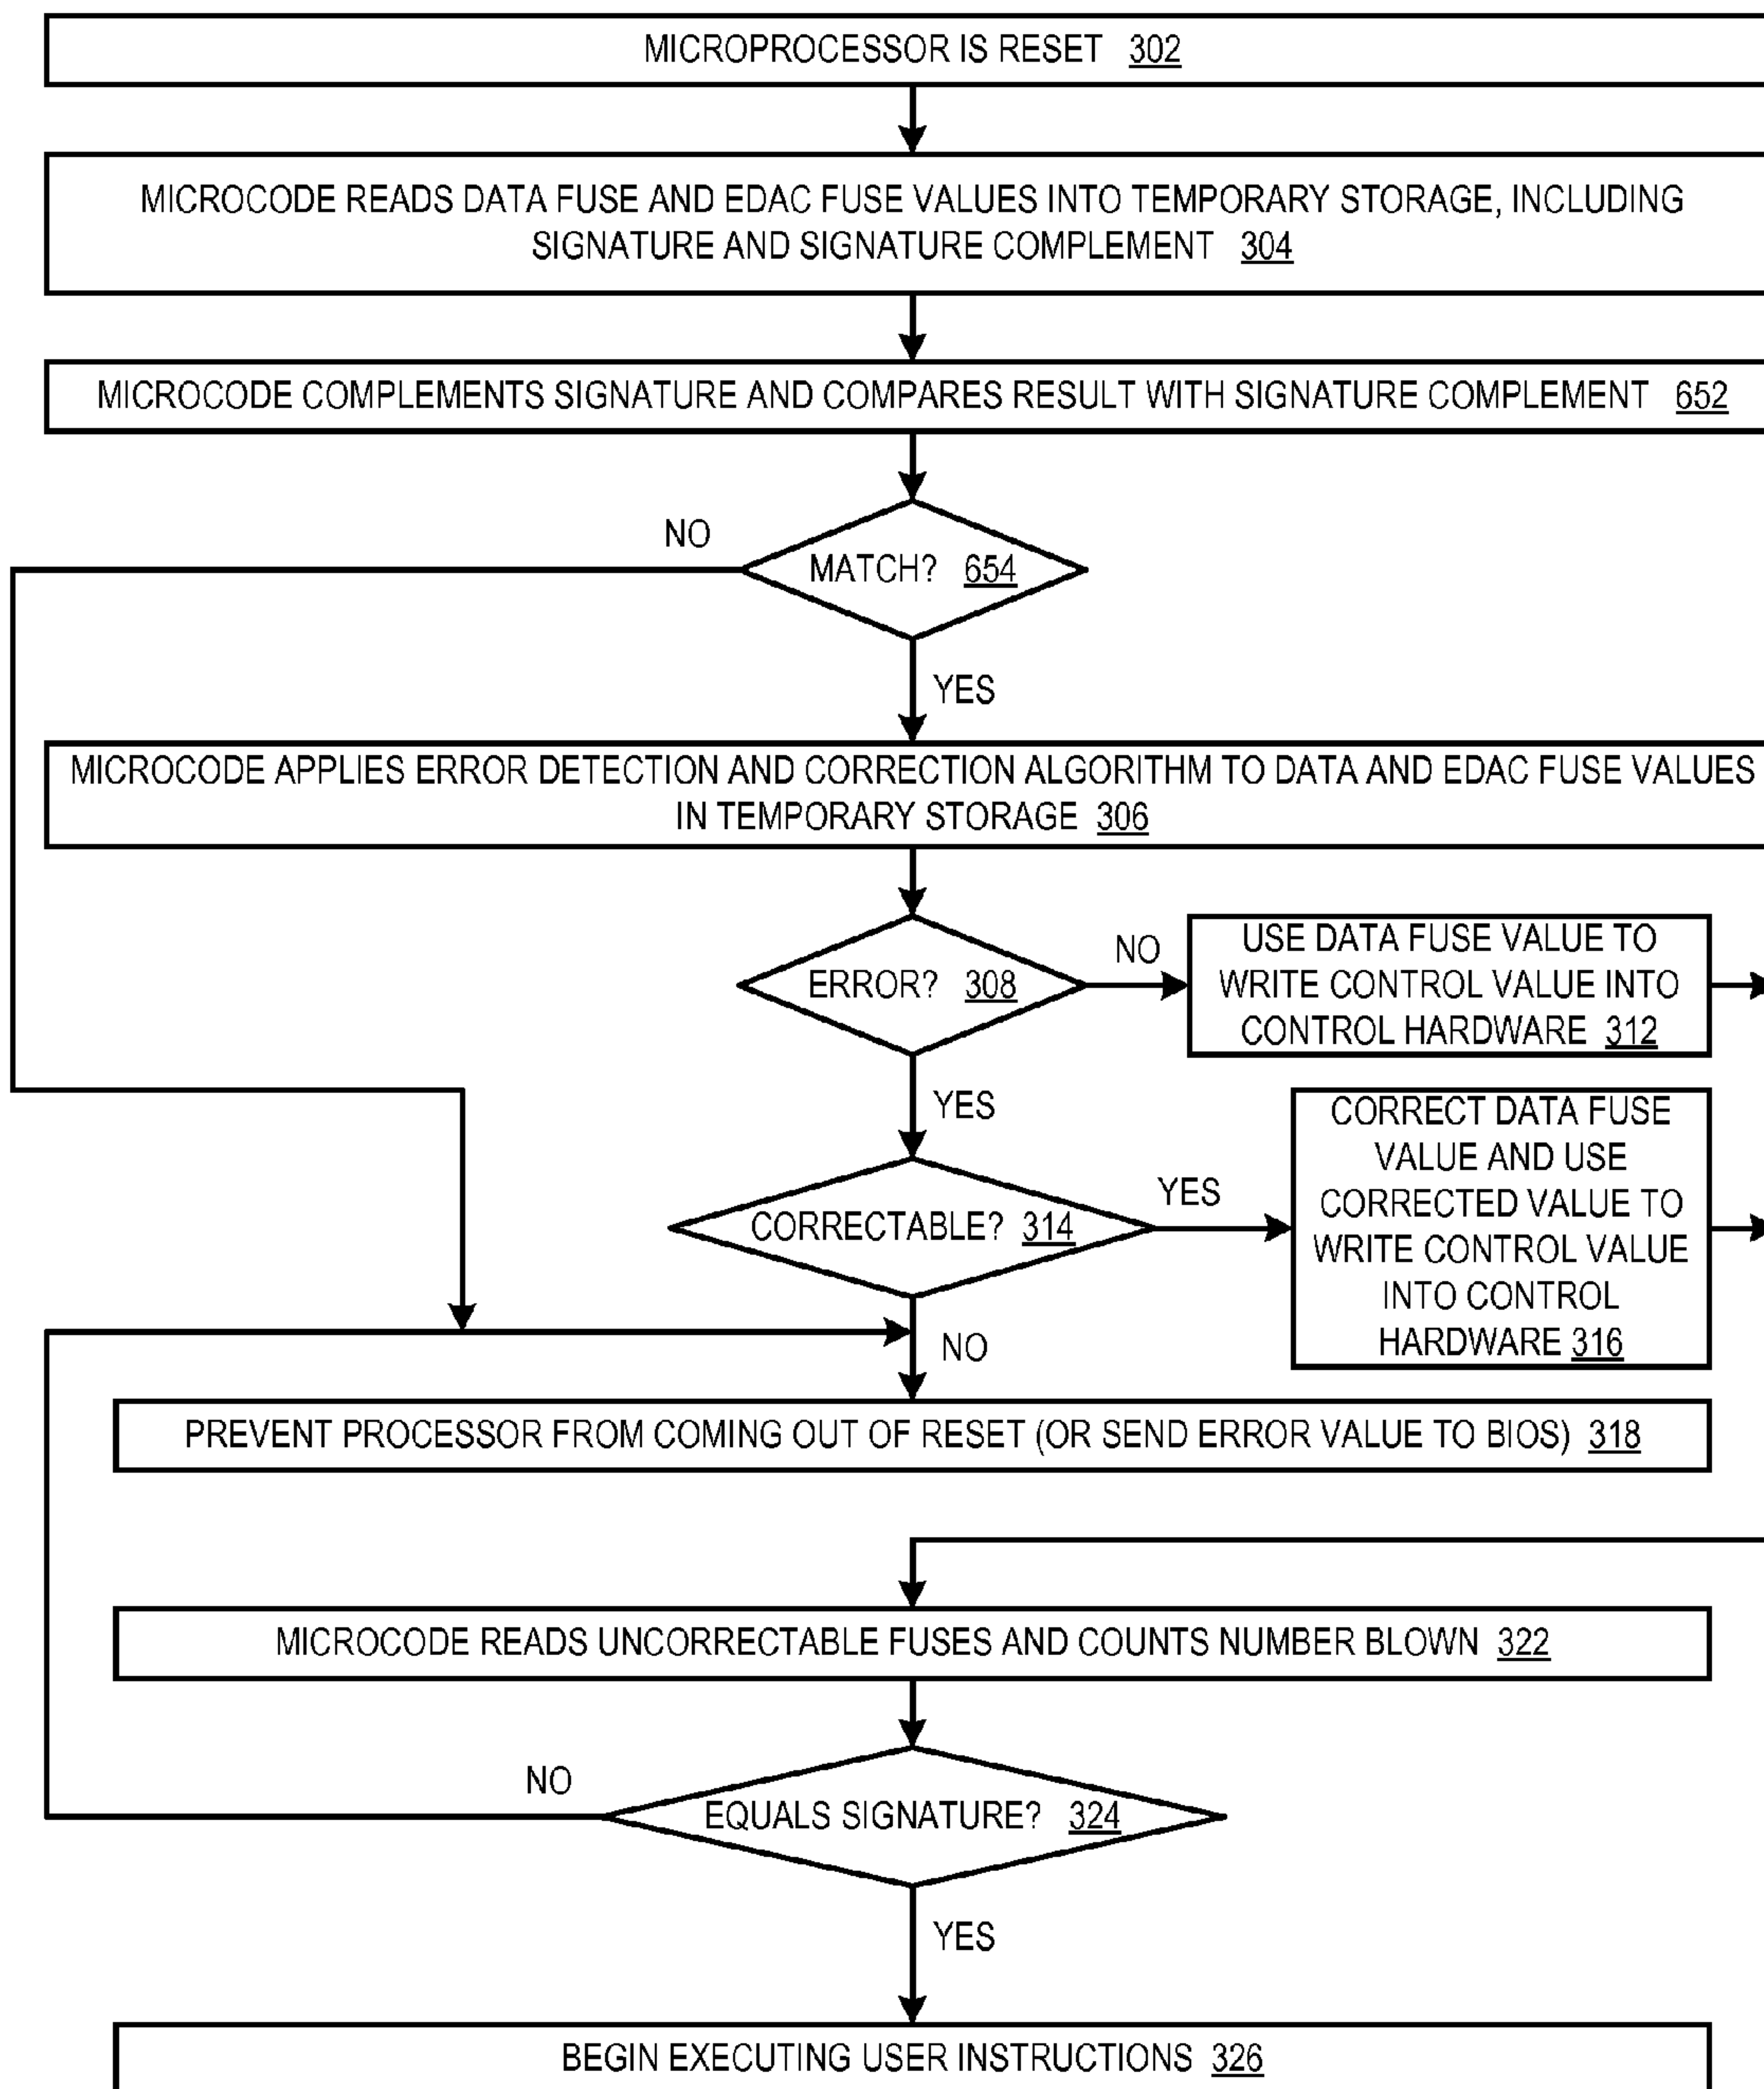 MICROPROCESSOR IS RESET 302
MICROCODE READS DATA FUSE AND EDAC FUSE VALUES INTO TEMPORARY STORAGE, INCLUDING
SIGNATURE AND SIGNATURE COMPLEMENT 304
MICROCODE COMPLEMENTS SIGNATURE AND COMPARES RESULT WITH SIGNATURE COMPLEMENT 652
NO
MATCH? 654
YES
MICROCODE APPLIES ERROR DETECTION AND CORRECTION ALGORITHM TO DATA AND EDAC FUSE VALUES
IN TEMPORARY STORAGE 306
ERROR? 308
NO
USE DATA FUSE VALUE TO
WRITE CONTROL VALUE INTO
CONTROL HARDWARE 312
YES
CORRECTABLE? 314
YES
CORRECT DATA FUSE
VALUE AND USE
CORRECTED VALUE TO
WRITE CONTROL VALUE
INTO CONTROL
HARDWARE 316
NO
PREVENT PROCESSOR FROM COMING OUT OF RESET (OR SEND ERROR VALUE TO BIOS) 318
MICROCODE READS UNCORRECTABLE FUSES AND COUNTS NUMBER BLOWN 322
NO
EQUALS SIGNATURE? 324
YES
BEGIN EXECUTING USER INSTRUCTIONS 326